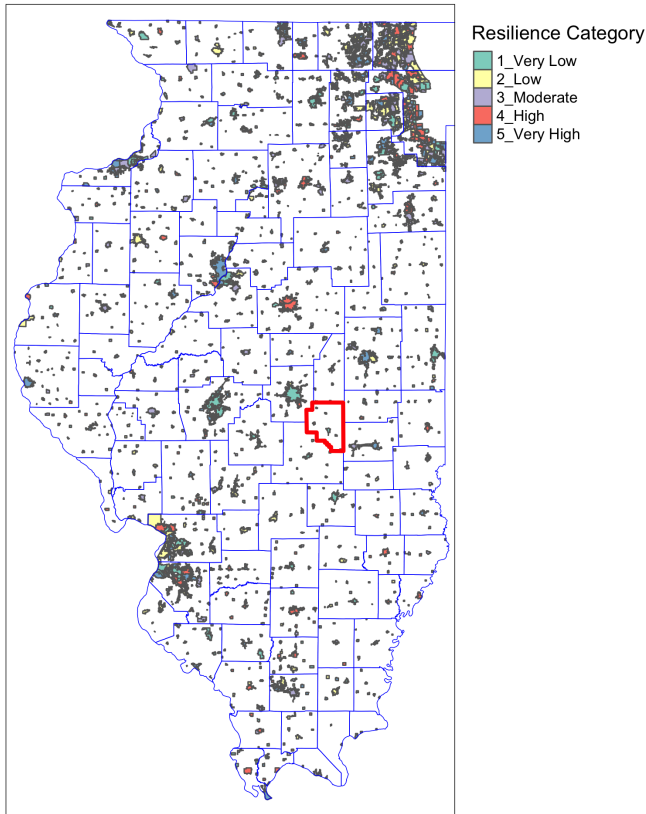 Resilience Category
1_Very Low
2_Low
3_Moderate
4_High
5_Very High